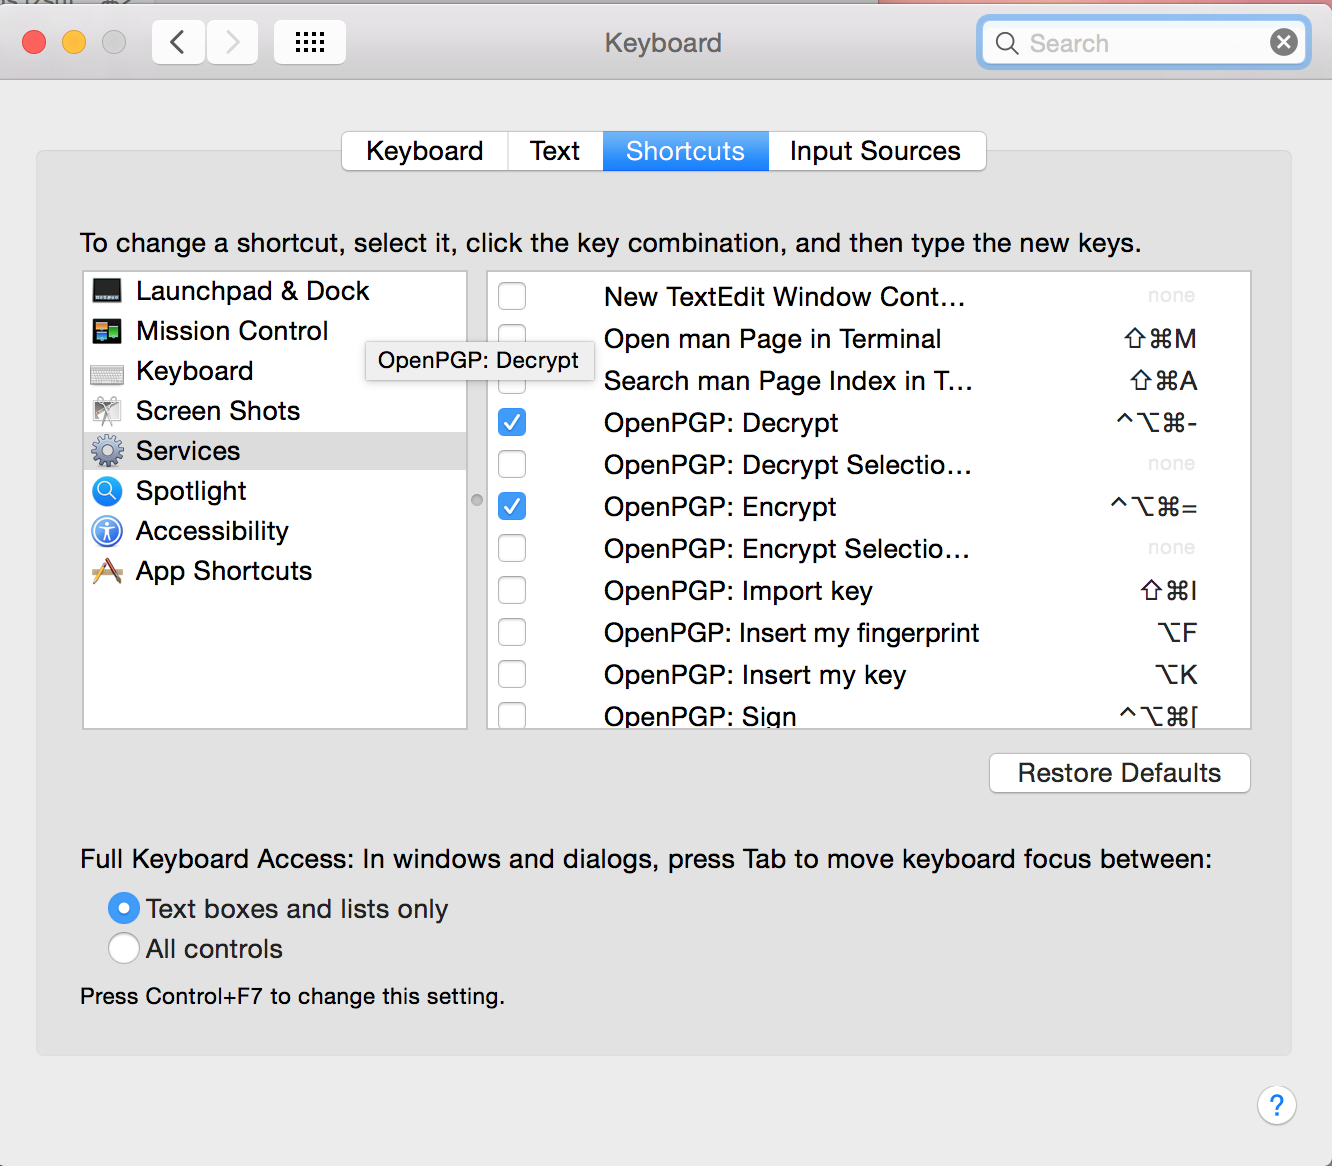 Keyboard
Search
Keyboard Text Shortcuts Input Sources
To change a shortcut, select it, click the key combination, and then type the new keys.
Launchpad & Dock
Mission Control
Keyboard
Screen Shots
Services
Spotlight
Accessibility
App Shortcuts
OpenPGP: Decrypt
New TextEdit Window Cont... none
Open man Page in Terminal ⇧⌘M
Search man Page Index in T... ⇧⌘A
OpenPGP: Decrypt ^⌥⌘-
OpenPGP: Decrypt Selectio... none
OpenPGP: Encrypt ^⌥⌘=
OpenPGP: Encrypt Selectio... none
OpenPGP: Import key ⇧⌘I
OpenPGP: Insert my fingerprint ⌥F
OpenPGP: Insert my key ⌥K
OpenPGP: Sign ^⌥⌘[
Restore Defaults
Full Keyboard Access: In windows and dialogs, press Tab to move keyboard focus between:
Text boxes and lists only
All controls
Press Control+F7 to change this setting.
?